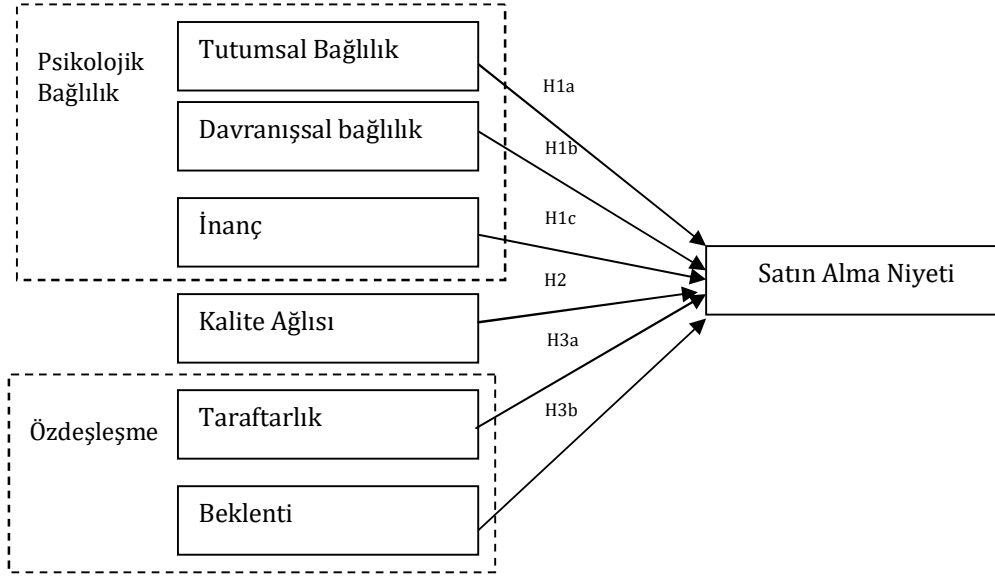 Psikolojik
Bağlılık
Tutumsal Bağlılık
Davranışsal bağlılık
İnanç
Kalite Ağlısı
Özdeşleşme
Taraftarlık
Beklenti
H1a
H1b
H1c
H2
H3a
H3b
Satın Alma Niyeti